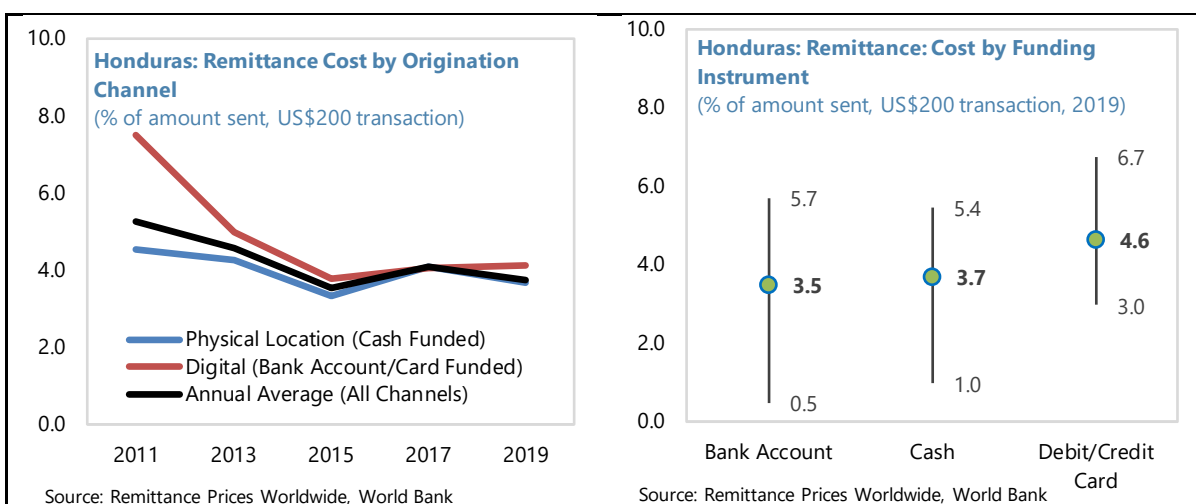 10.0
8.0
6.0
4.0
2.0
0.0
Honduras: Remittance Cost by Origination
Channel
(% of amount sent, US$200 transaction)
Physical Location (Cash Funded)
Digital (Bank Account/Card Funded)
Annual Average (All Channels)
2011 2013 2015 2017 2019
Source: Remittance Prices Worldwide, World Bank
10.0
8.0
6.0
4.0
2.0
0.0
Honduras: Remittance: Cost by Funding
Instrument
(% of amount sent, US$200 transaction, 2019)
5.7
3.5
0.5
5.4
3.7
1.0
6.7
4.6
3.0
Bank Account Cash Debit/Credit
Card
Source: Remittance Prices Worldwide, World Bank